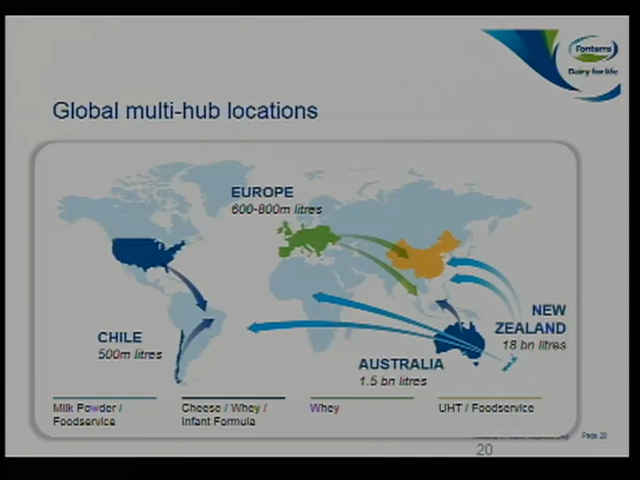 Fonterra
Dairy for life
Global multi-hub locations
EUROPE
600-800m litres
NEW
ZEALAND
18 bn litres
CHILE
500m litres
AUSTRALIA
1.5 bn litres
Milk Powder /
Foodservice
Cheese / Whey /
Infant Formula
Whey
UHT / Foodservice
Page 20
20